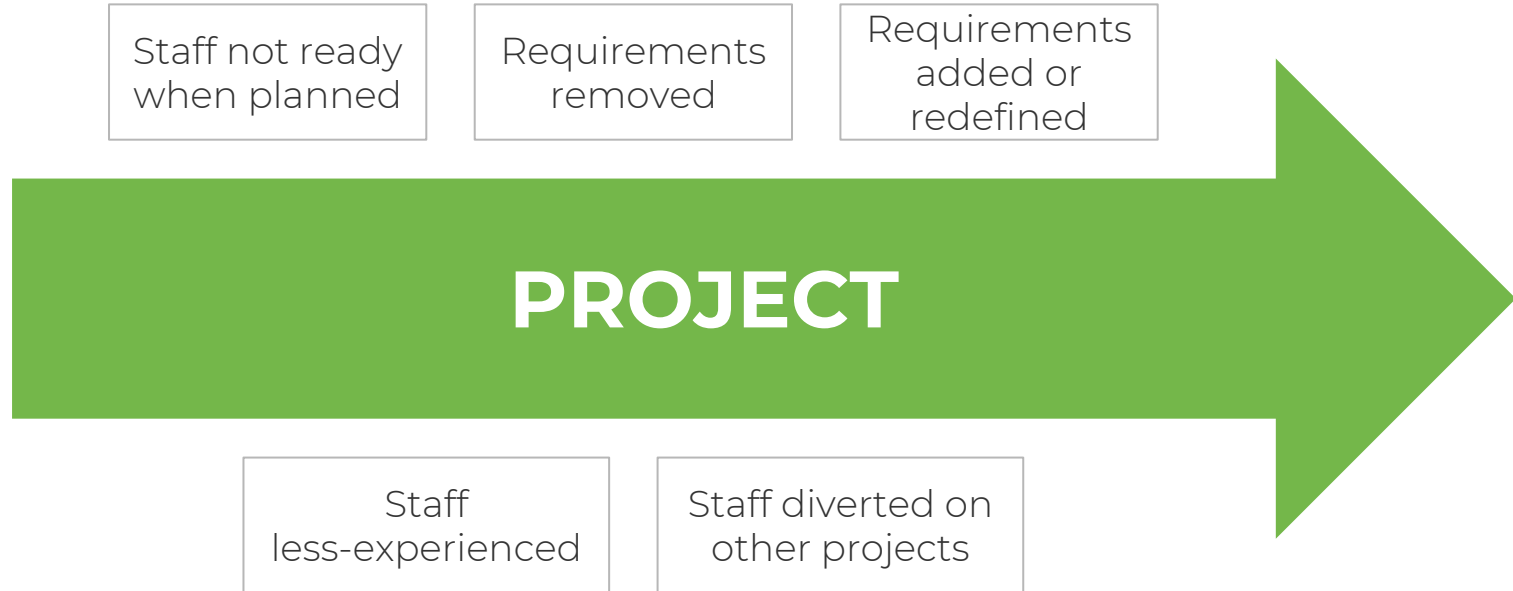 Staff not ready
when planned
Requirements
removed
Requirements
added or
redefined
PROJECT
Staff
less-experienced
Staff diverted on
other projects